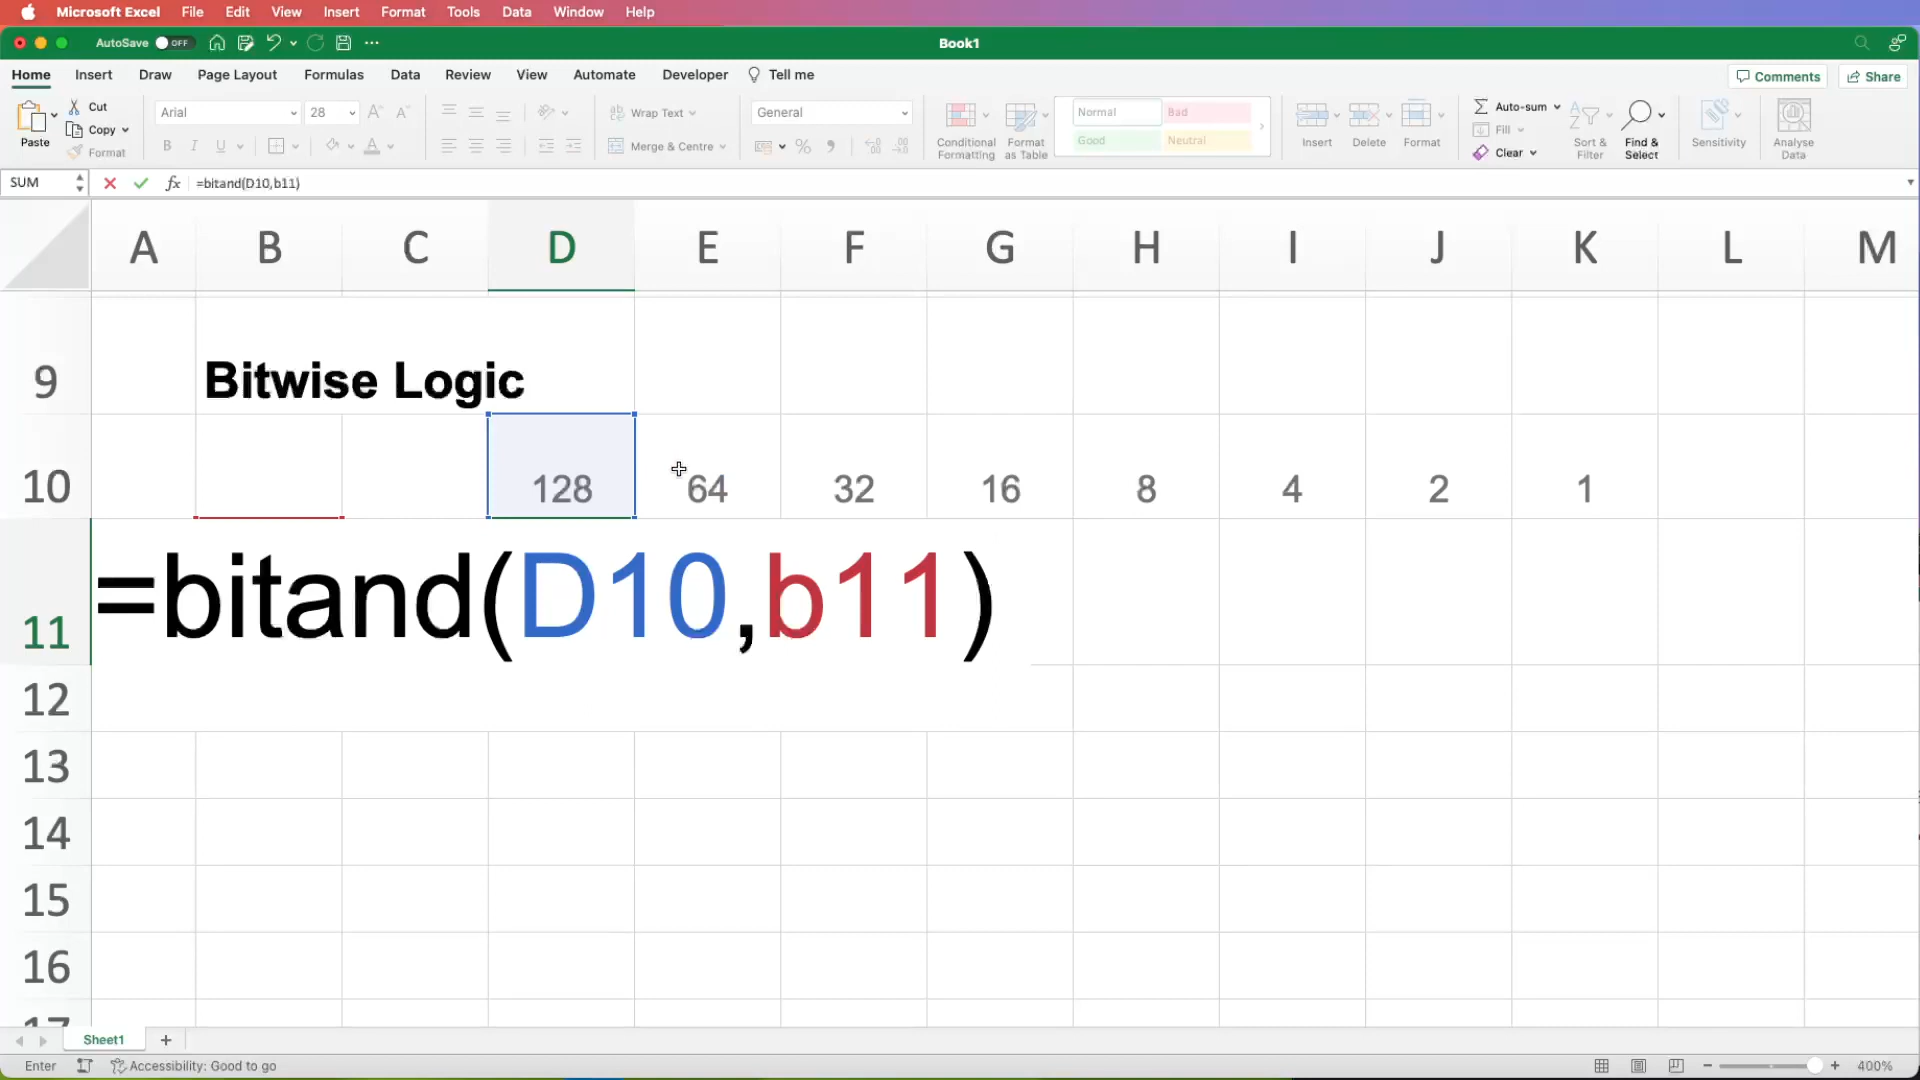 Microsoft Excel File Edit View Insert Format Tools Data Window Help
AutoSave OFF Book1
Home Insert Draw Page Layout Formulas Data Review View Automate Developer Tell me Comments Share
Paste Cut Copy Format
Arial 28
B I U A
Wrap Text
Merge & Centre
General
Conditional Formatting
Format as Table
Normal Bad
Good Neutral
Insert Delete Format
Auto-sum
Fill
Clear
Sort & Filter
Find & Select
Sensitivity
Analyse Data
SUM fx =bitand(D10,b11)
A B C D E F G H I J K L M
9 Bitwise Logic
10 128 64 32 16 8 4 2 1
11 =bitand(D10,b11)
12
13
14
15
16
17
Sheet1 +
Enter Accessibility: Good to go 400%